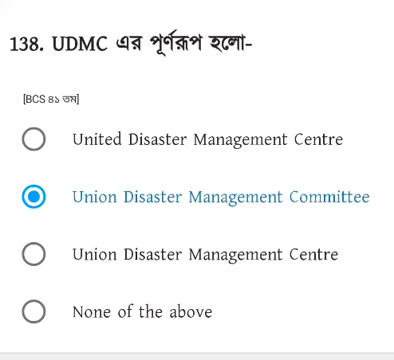 138. UDMC এর পূর্ণরূপ হলো-
[BCS ৪১ তম]
United Disaster Management Centre
Union Disaster Management Committee
Union Disaster Management Centre
None of the above